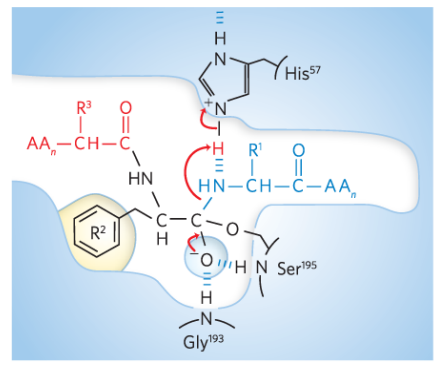 H
N
His⁵⁷
N
+
R³
O
H
R¹
O
AAₙ–CH–C
HN
HN–CH–C–AAₙ
R²
C–C–O
H
–O
H N Ser¹⁹⁵
H
N
Gly¹⁹³